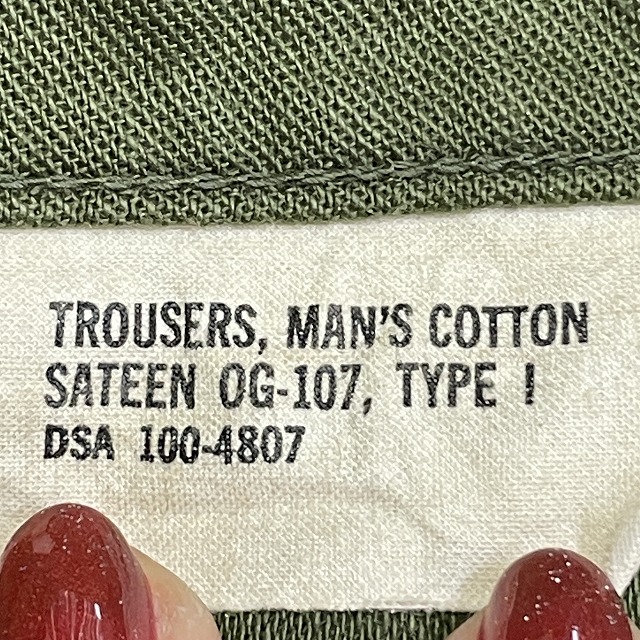 TROUSERS, MAN'S COTTON
SATEEN OG-107, TYPE I
DSA 100-4807